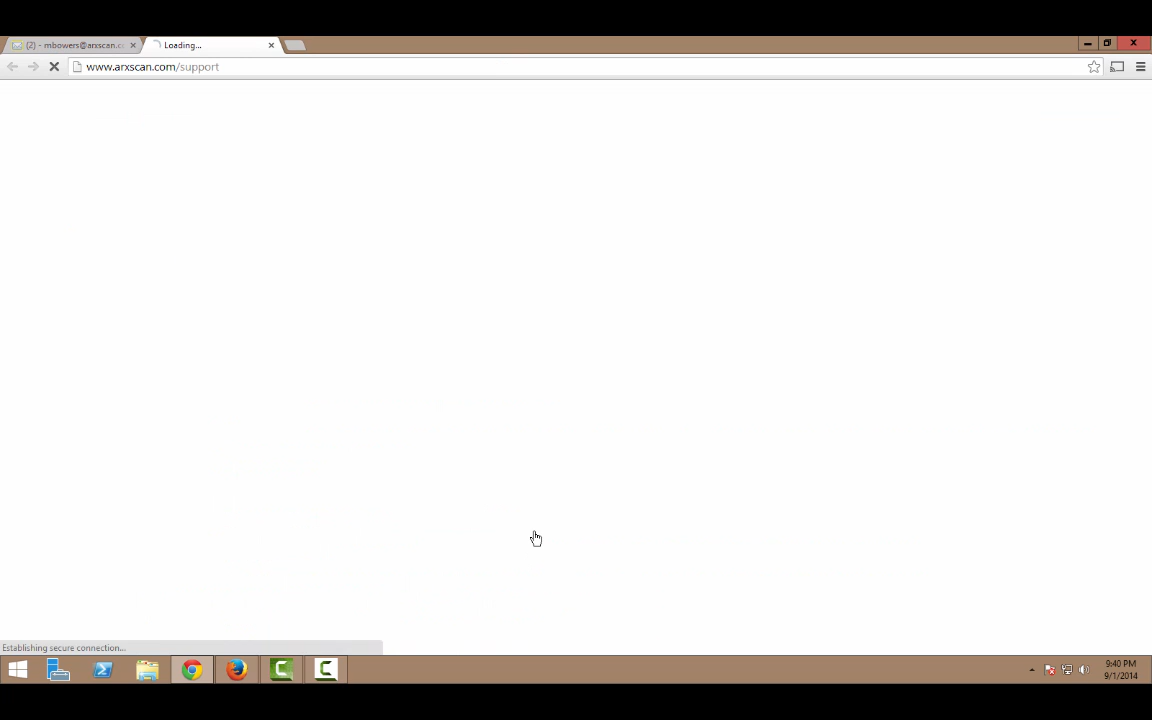 (2) - mbowers@arxscan.c
Loading...
www.arxscan.com/support
Establishing secure connection...
9:40 PM
9/1/2014